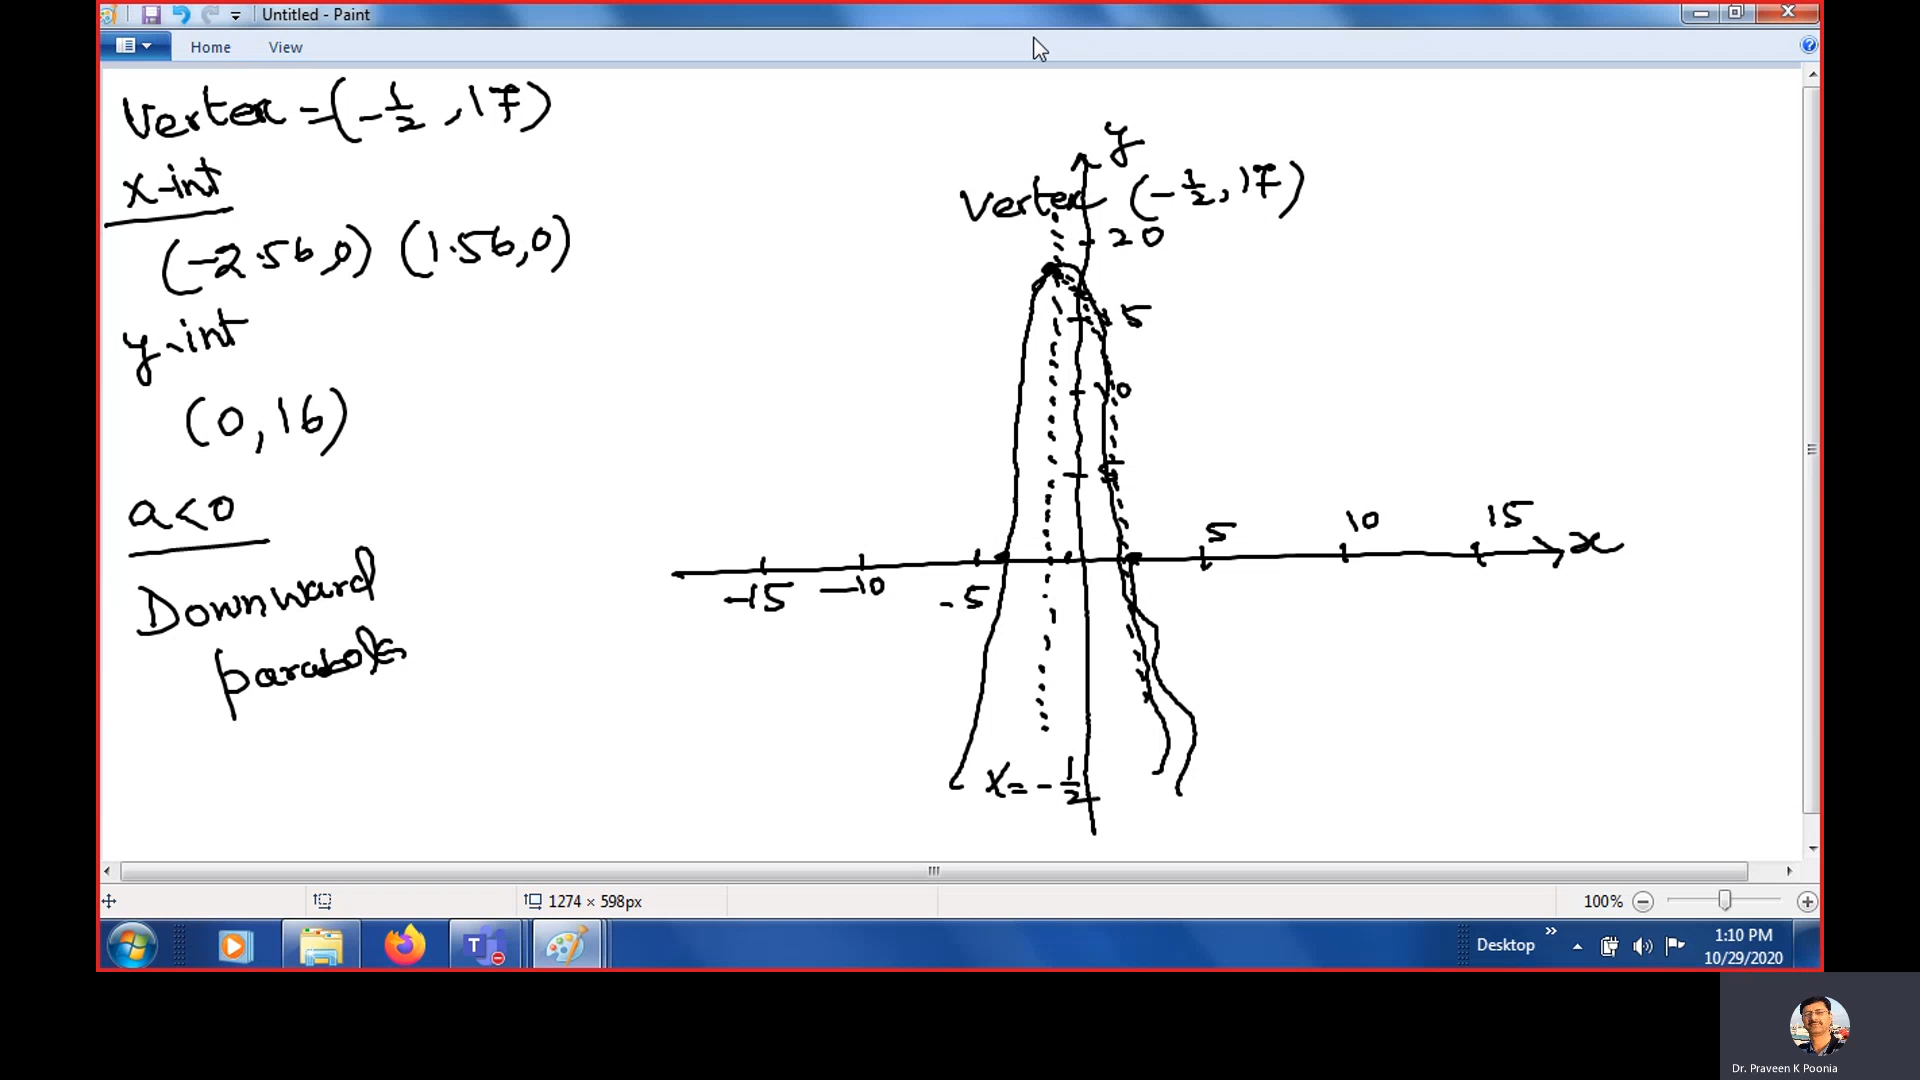 Untitled - Paint
Home View
Vertex = (-1/2, 17)
x-int
(-2.56, 0) (1.56, 0)
y-int
(0, 16)
a<0
Downward
parabola
y
Vertex (-1/2, 17)
20
15
10
5
-15 -10 -5 5 10 15 x
x = -1/2
1274 × 598px
100%
T
Desktop
1:10 PM
10/29/2020
Dr. Praveen K Poonia